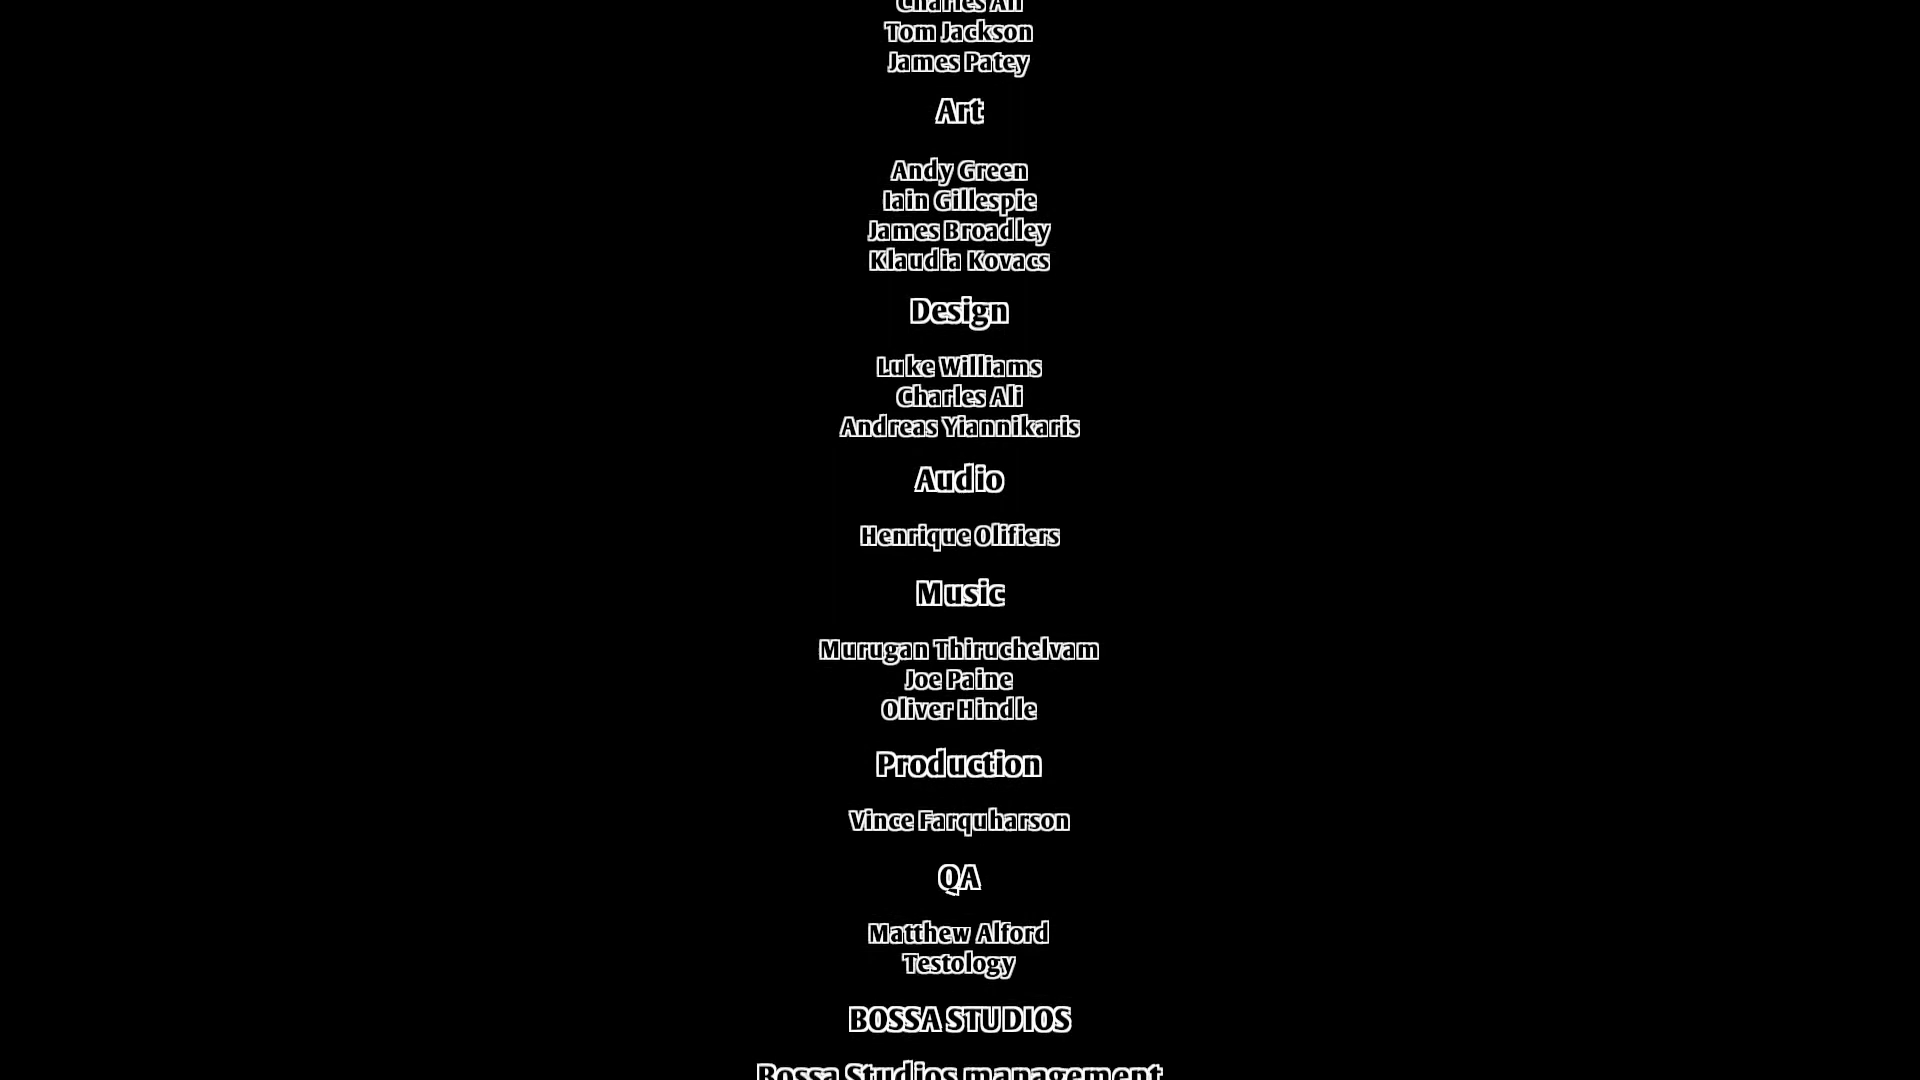 Charles Ali
Tom Jackson
James Patey
Art
Andy Green
Iain Gillespie
James Broadley
Klaudia Kovacs
Design
Luke Williams
Charles Ali
Andreas Yiannikaris
Audio
Henrique Olifiers
Music
Murugan Thiruchelvam
Joe Paine
Oliver Hindle
Production
Vince Farquharson
QA
Matthew Alford
Testology
BOSSA STUDIOS
Bossa Studios management